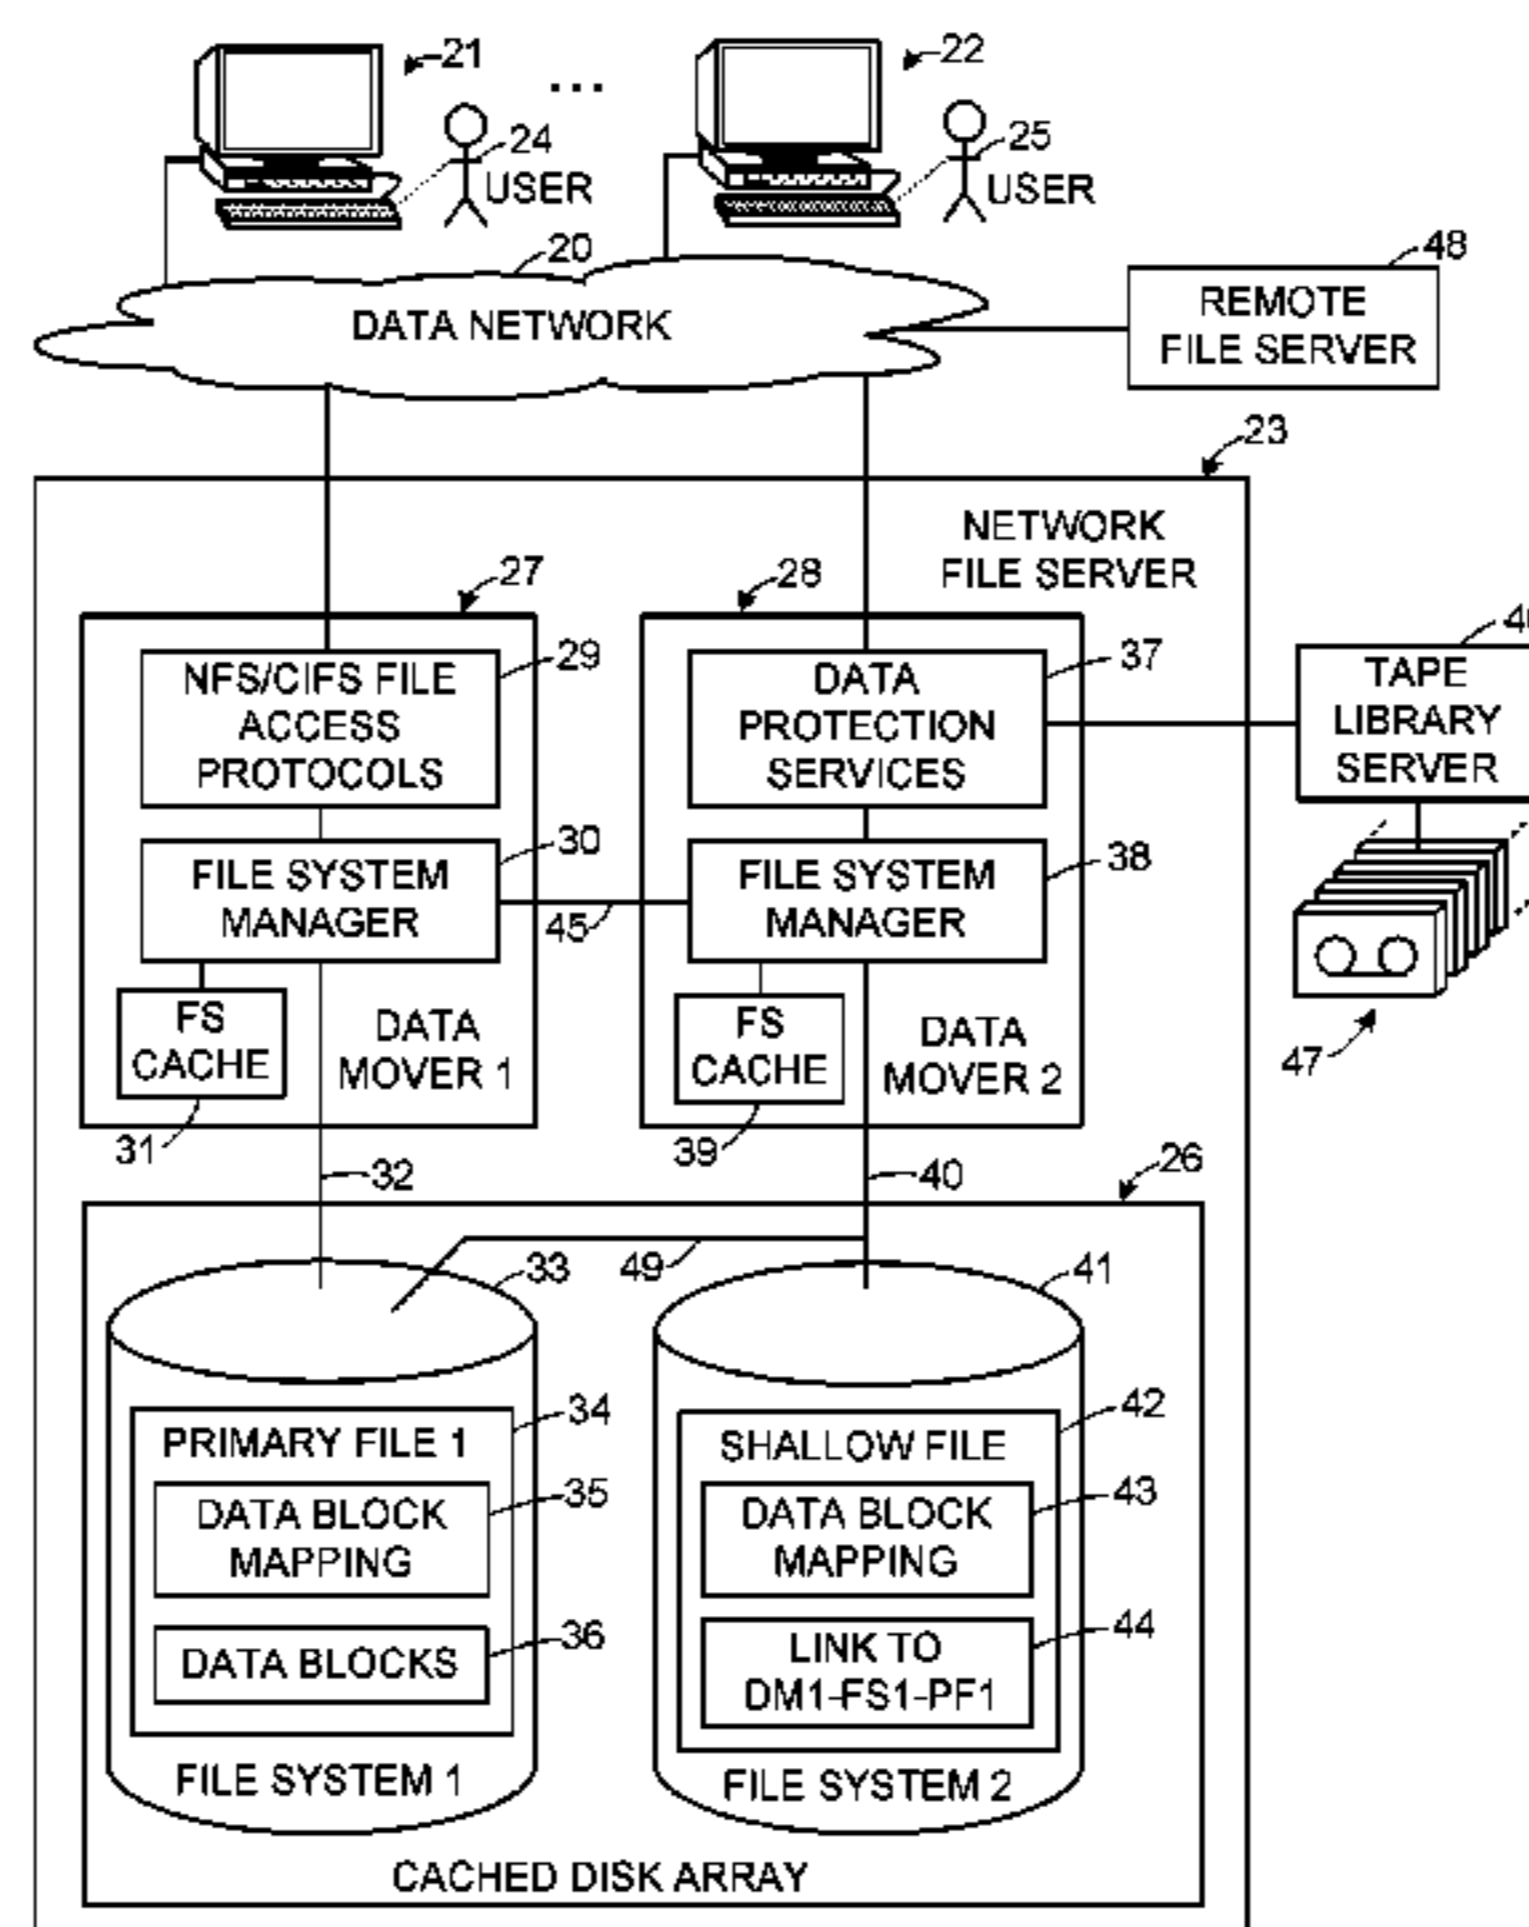 21
...
22
24
USER
25
USER
20
DATA NETWORK
48
REMOTE
FILE SERVER
23
NETWORK
FILE SERVER
27
28
29
NFS/CIFS FILE
ACCESS
PROTOCOLS
37
DATA
PROTECTION
SERVICES
TAPE
LIBRARY
SERVER
30
FILE SYSTEM
MANAGER
45
38
FILE SYSTEM
MANAGER
FS
CACHE
DATA
MOVER 1
FS
CACHE
DATA
MOVER 2
47
31
39
32
40
26
33
49
41
34
PRIMARY FILE 1
35
DATA BLOCK
MAPPING
36
DATA BLOCKS
FILE SYSTEM 1
42
SHALLOW FILE
43
DATA BLOCK
MAPPING
44
LINK TO
DM1-FS1-PF1
FILE SYSTEM 2
CACHED DISK ARRAY